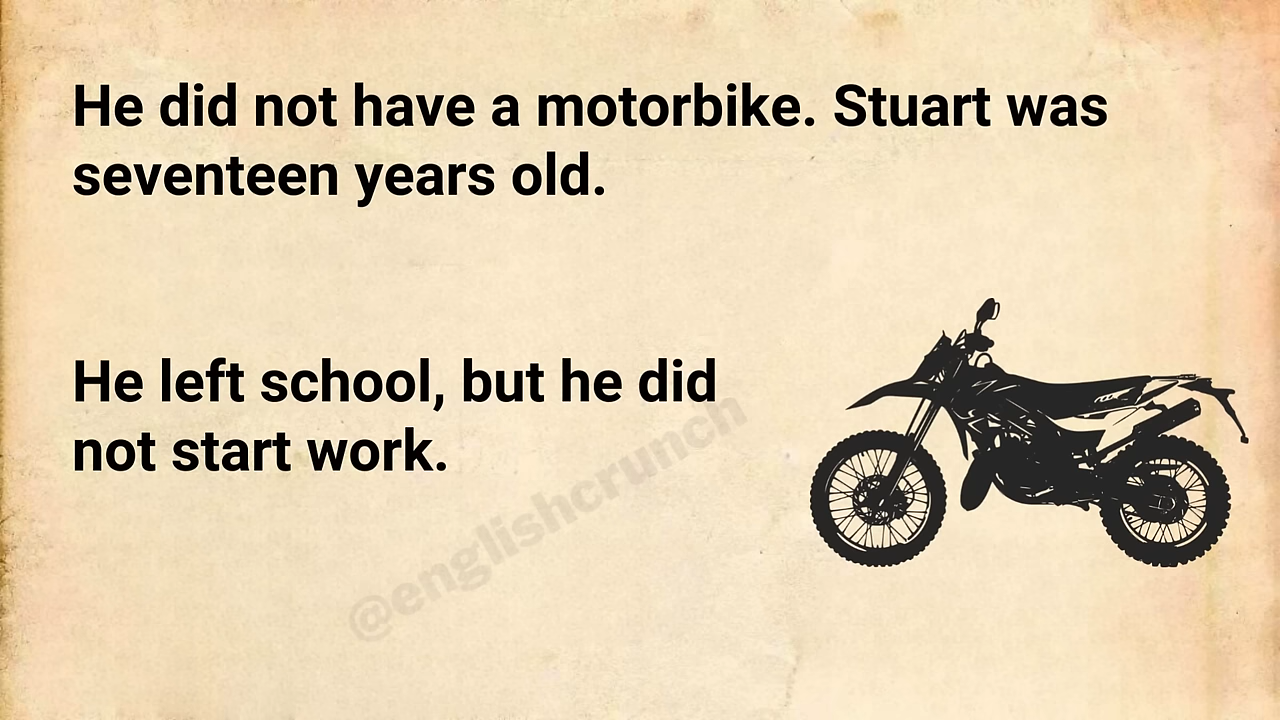 He did not have a motorbike. Stuart was
seventeen years old.
He left school, but he did
not start work.
@englishcrunch